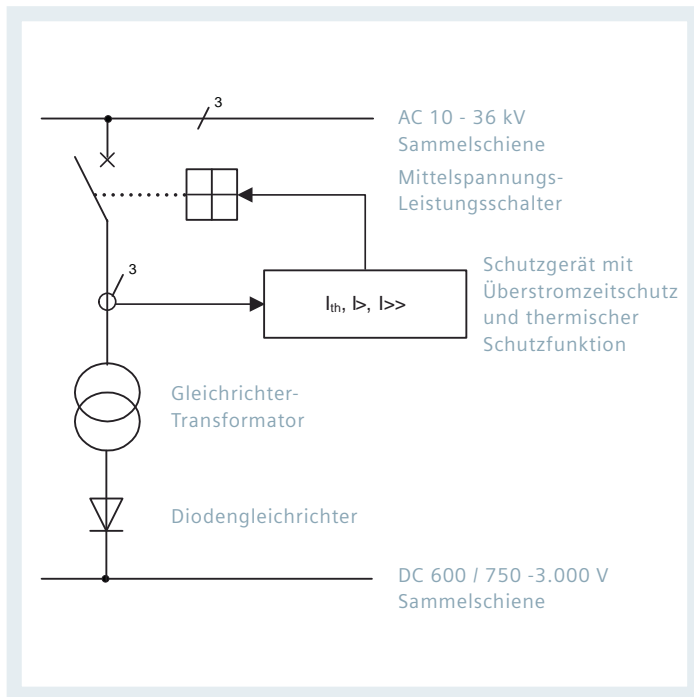 3
AC 10 - 36 kV
Sammelschiene
Mittelspannungs-
Leistungsschalter
3
Schutzgerät mit
Überstromzeitschutz
und thermischer
Schutzfunktion
Ith, I>, I>>
Gleichrichter-
Transformator
Diodengleichrichter
DC 600 / 750 -3.000 V
Sammelschiene